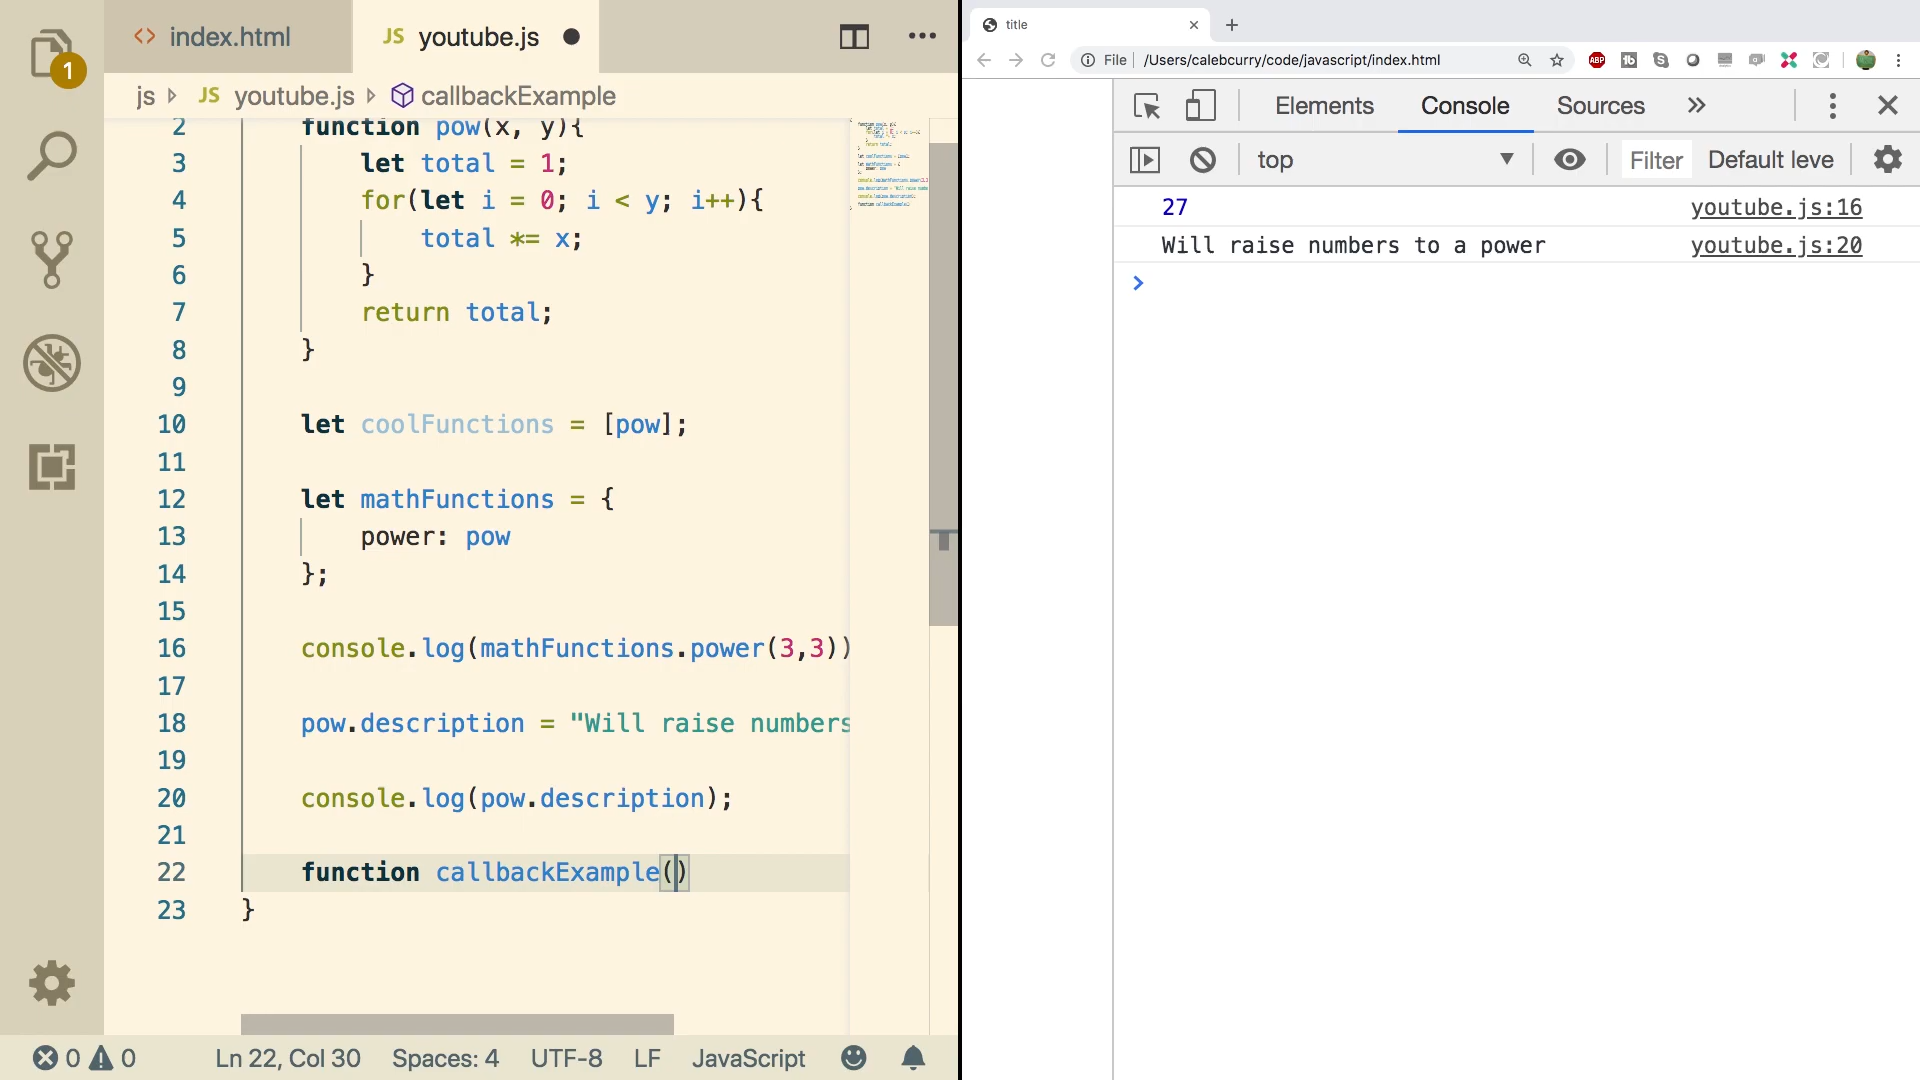 1
index.html
JS youtube.js
js JS youtube.js callbackExample
2 function pow(x, y){
3 let total = 1;
4 for(let i = 0; i < y; i++){
5 total *= x;
6 }
7 return total;
8 }
9
10 let coolFunctions = [pow];
11
12 let mathFunctions = {
13 power: pow
14 };
15
16 console.log(mathFunctions.power(3,3))
17
18 pow.description = "Will raise numbers
19
20 console.log(pow.description);
21
22 function callbackExample()
23 }
0 0 Ln 22, Col 30 Spaces: 4 UTF-8 LF JavaScript
title
File /Users/calebcurry/code/javascript/index.html ABP
Elements Console Sources
top Filter Default leve
27 youtube.js:16
Will raise numbers to a power youtube.js:20